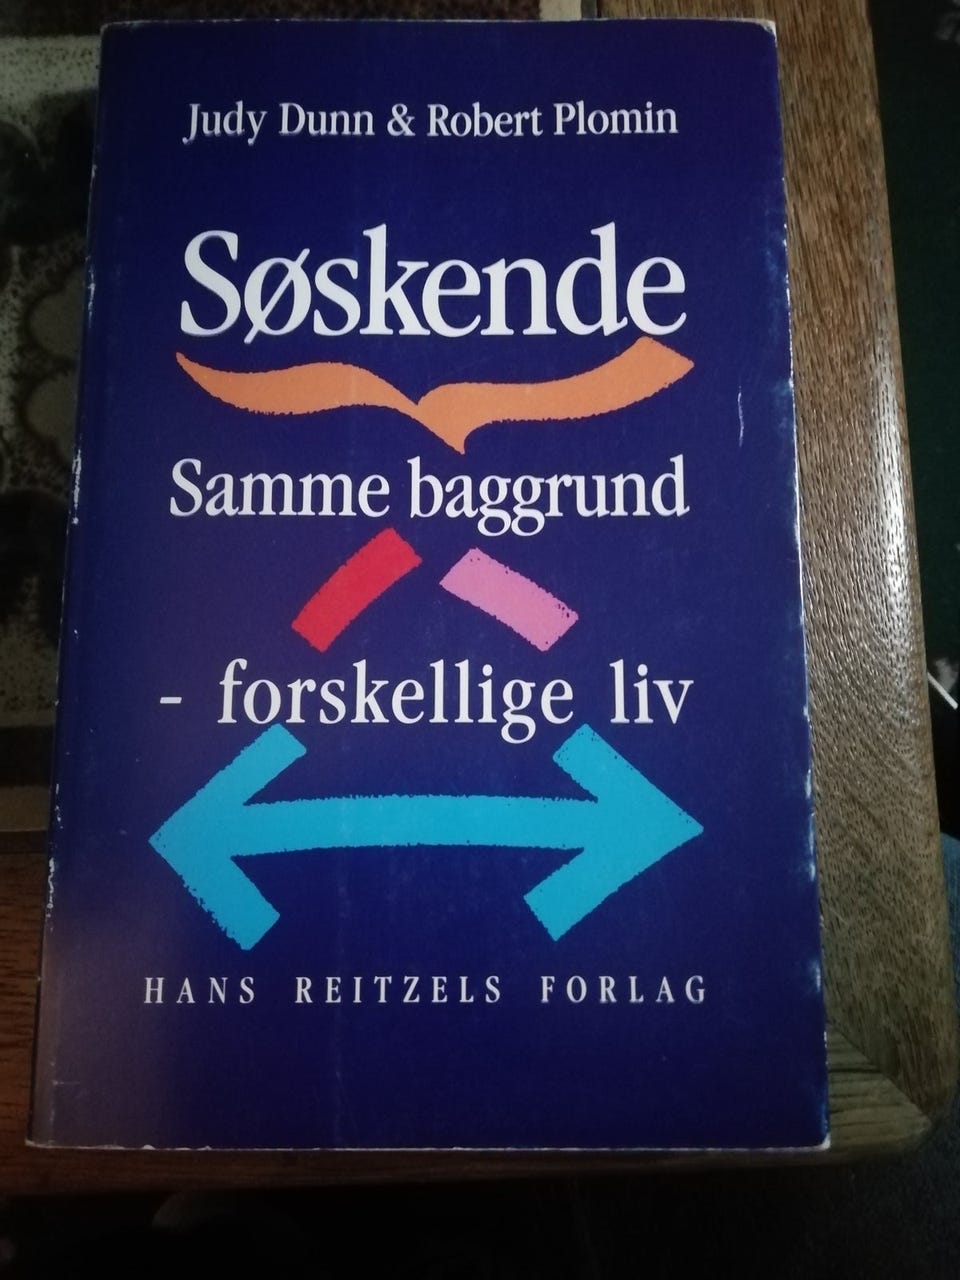 Judy Dunn & Robert Plomin
Søskende
Samme baggrund
- forskellige liv
HANS REITZELS FORLAG